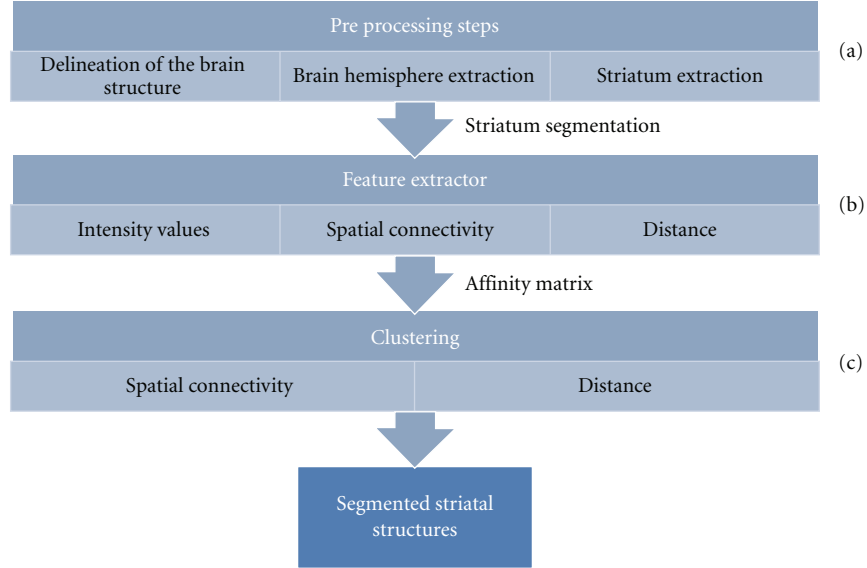 Pre processing steps
(a)
Delineation of the brain
structure
Brain hemisphere extraction
Striatum extraction
Striatum segmentation
Feature extractor
(b)
Intensity values
Spatial connectivity
Distance
Affinity matrix
Clustering
(c)
Spatial connectivity
Distance
Segmented striatal
structures